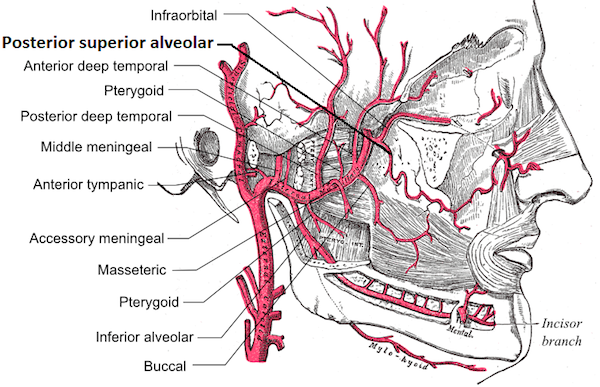 Infraorbital
Posterior superior alveolar
Anterior deep temporal
Pterygoid
Posterior deep temporal
Middle meningeal
Anterior tympanic
Accessory meningeal
Masseteric
Pterygoid
Inferior alveolar
Buccal
Mental.
Mylo-hyoid
Incisor
branch